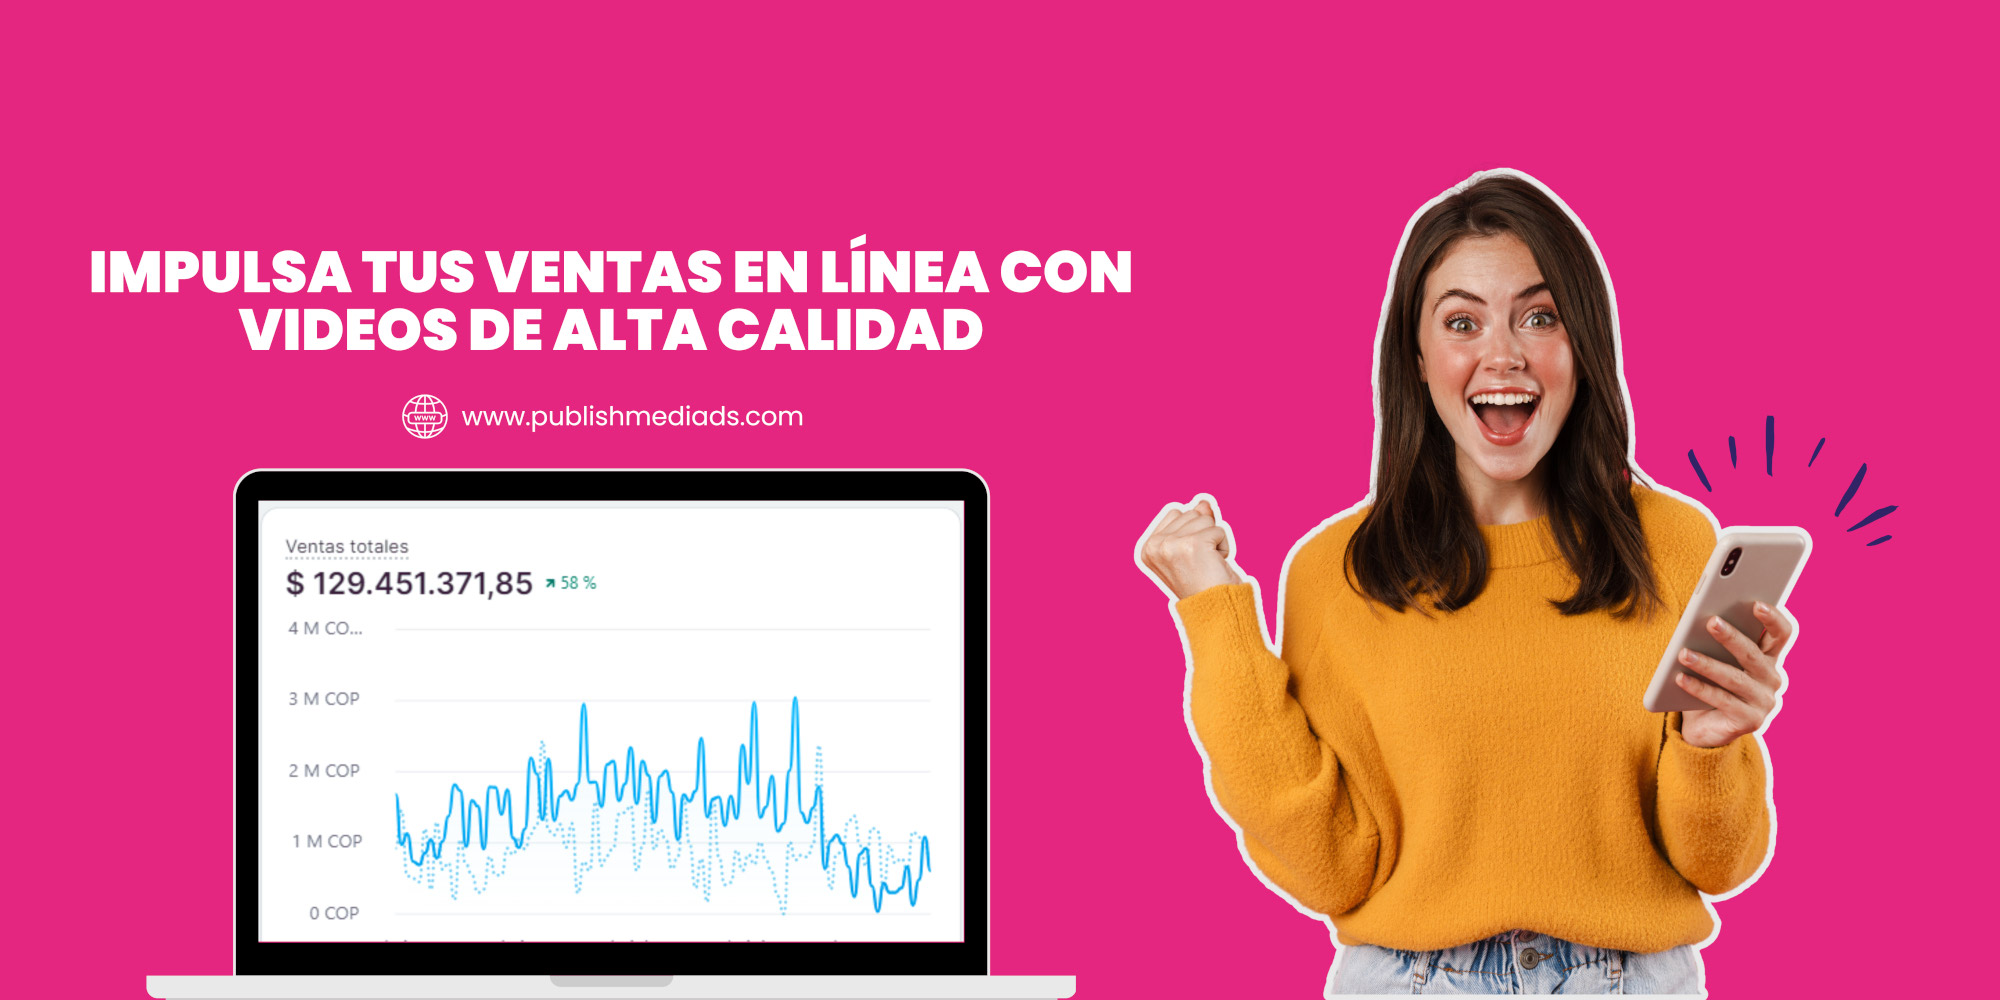 IMPULSA TUS VENTAS EN LÍNEA CON
VIDEOS DE ALTA CALIDAD
www
www.publishmediads.com
Ventas totales
$ 129.451.371,85 58 %
4 M CO...
3 M COP
2 M COP
1 M COP
0 COP